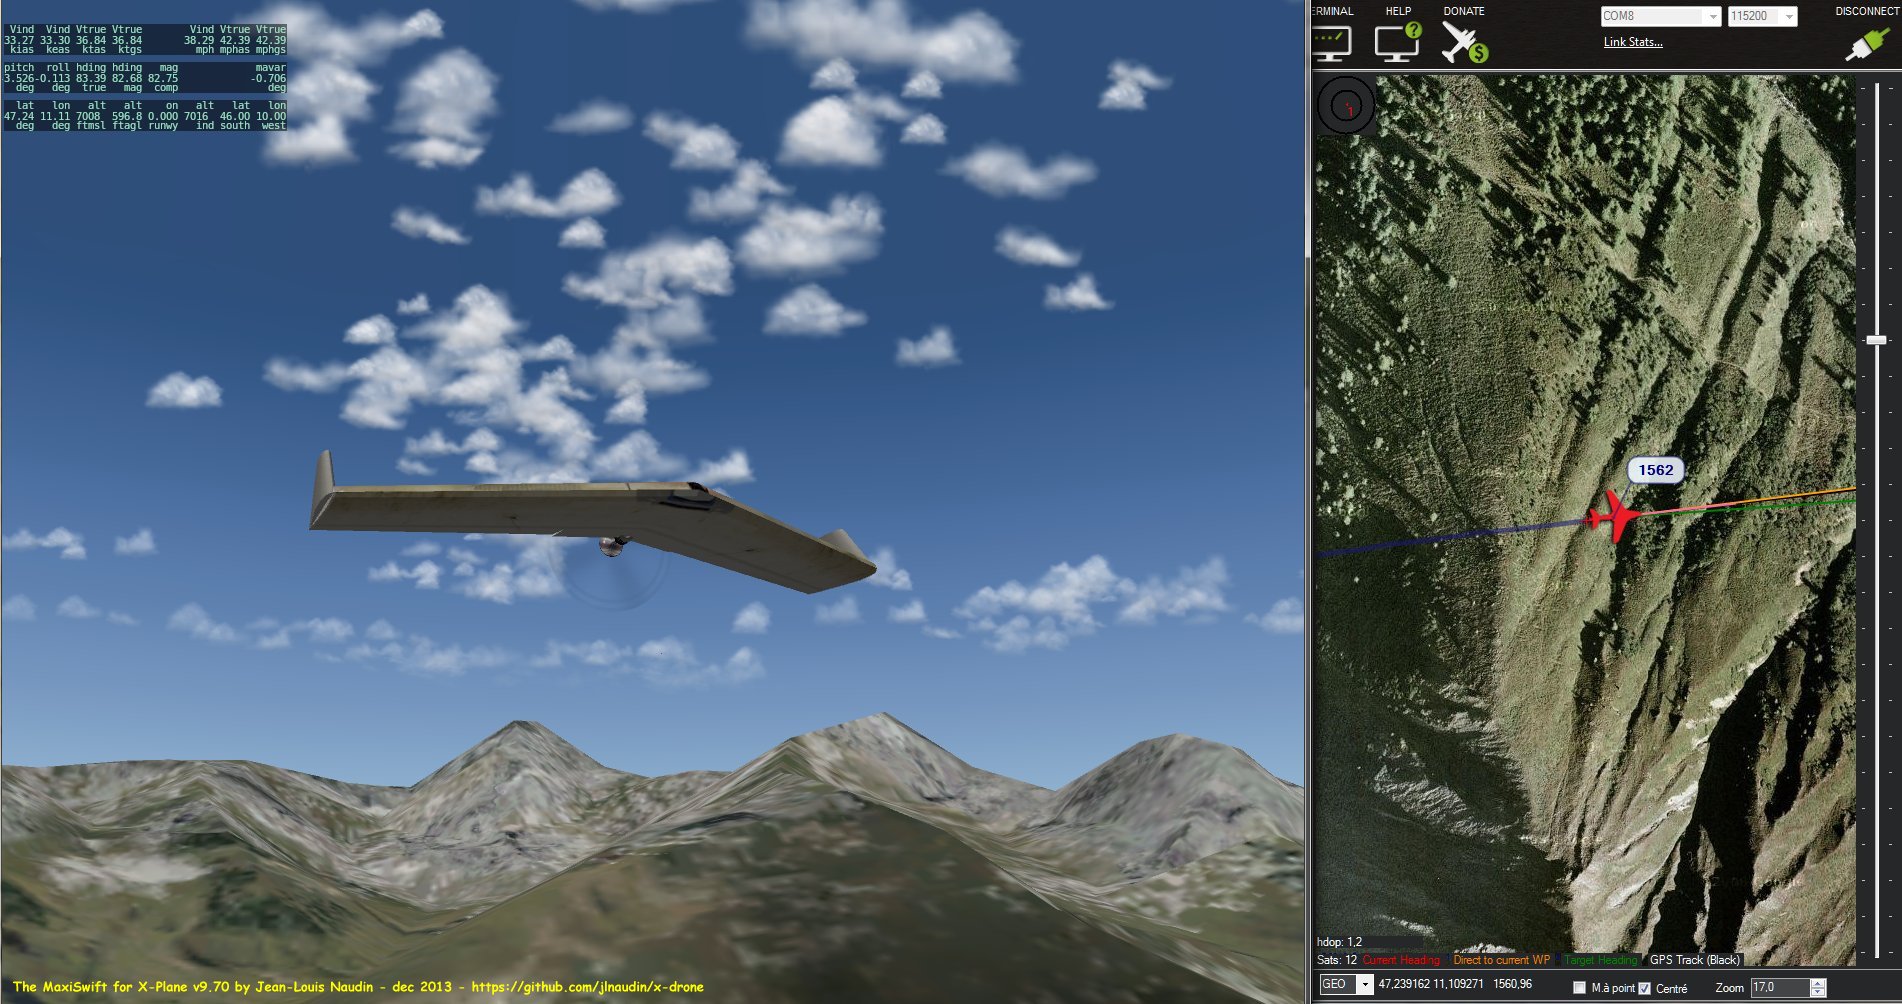 Vind Vind Vtrue Vtrue Vind Vtrue Vtrue
33.27 33.30 36.84 36.84 38.29 42.39 42.39
kias keas ktas ktgs mph mphas mphgs
pitch roll hding hding mag mavar
3.526 -0.113 83.39 82.68 82.75 -0.706
deg deg true mag comp deg
lat lon alt alt on alt lat lon
47.24 11.11 7008 596.8 0.000 7016 46.00 10.00
deg deg ftmsl ftagl runwy ind south west
ERMINAL HELP DONATE COM8 115200 DISCONNECT
Link Stats...
1
1562
hdop: 1,2
Sats: 12 Current Heading Direct to current WP Target Heading GPS Track (Black)
GEO 47,239162 11,109271 1560,96 M.à point Centré Zoom 17,0
The MaxiSwift for X-Plane v9.70 by Jean-Louis Naudin - dec 2013 - https://github.com/jlnaudin/x-drone